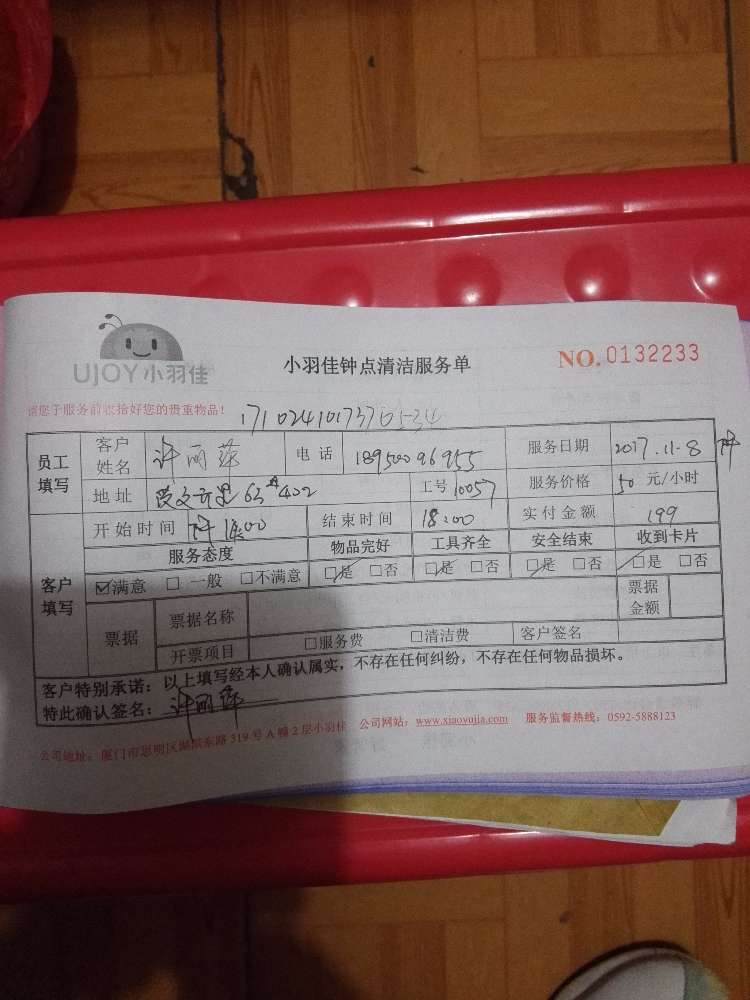 UJOY小羽佳
小羽佳钟点清洁服务单
NO.0132233
请您于服务前收拾好您的贵重物品!
员工填写 客户姓名 许丽萍 电话 18950096955 服务日期 2017.11.8
地址 63 402 工号 10057 服务价格 50 元/小时
开始时间 14:00 结束时间 18:00 实付金额 199
客户填写 服务态度 物品完好 工具齐全 安全结束 收到卡片
☑满意 □一般 □不满意 ☑是 □否 ☑是 □否 ☑是 □否 ☑是 □否
票据 票据名称 票据金额
开票项目 □服务费 □清洁费 客户签名
客户特别承诺:以上填写经本人确认属实,不存在任何纠纷,不存在任何物品损坏。
特此确认签名: 许丽萍
公司地址:厦门市思明区湖滨东路319号A幢2层小羽佳 公司网站:www.xiaoyujia.com 服务监督热线:0592-5888123